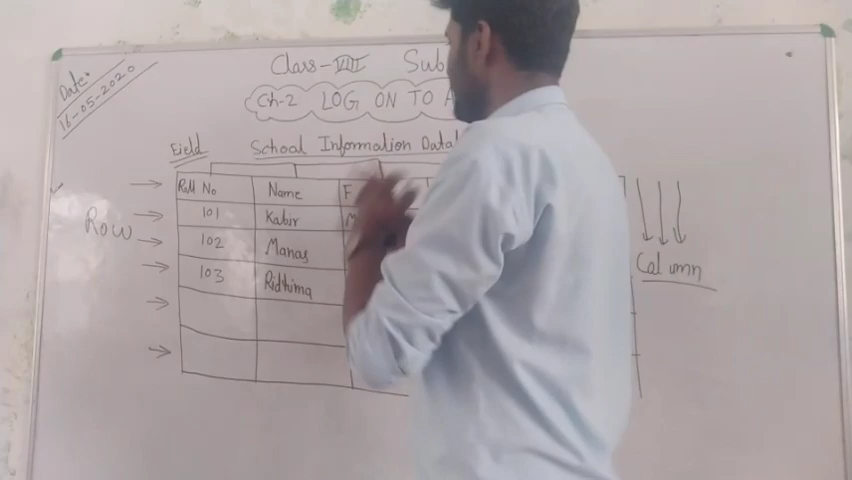 Date:
16-05-2020
Class-VIII Sub
Ch-2 LOG ON TO A
Field School Information Datab
Roll No Name F
101 Kabir M
102 Manas
103 Ridhima
Row
Column